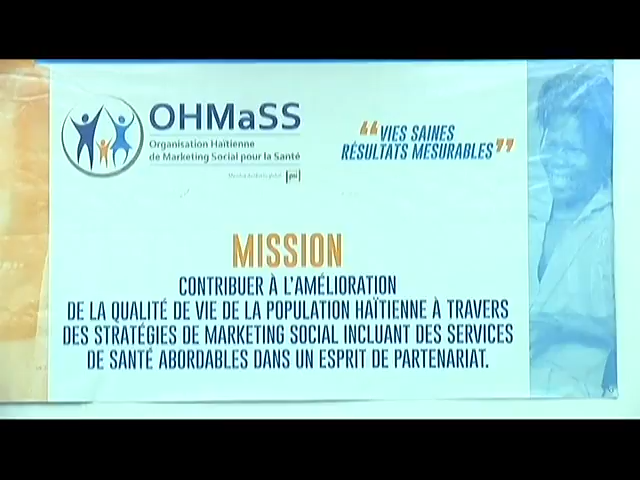 OHMaSS
Organisation Haïtienne
de Marketing Social pour la Santé
psi
“VIES SAINES
RÉSULTATS MESURABLES”
MISSION
CONTRIBUER À L’AMÉLIORATION
DE LA QUALITÉ DE VIE DE LA POPULATION HAÏTIENNE À TRAVERS
DES STRATÉGIES DE MARKETING SOCIAL INCLUANT DES SERVICES
DE SANTÉ ABORDABLES DANS UN ESPRIT DE PARTENARIAT.